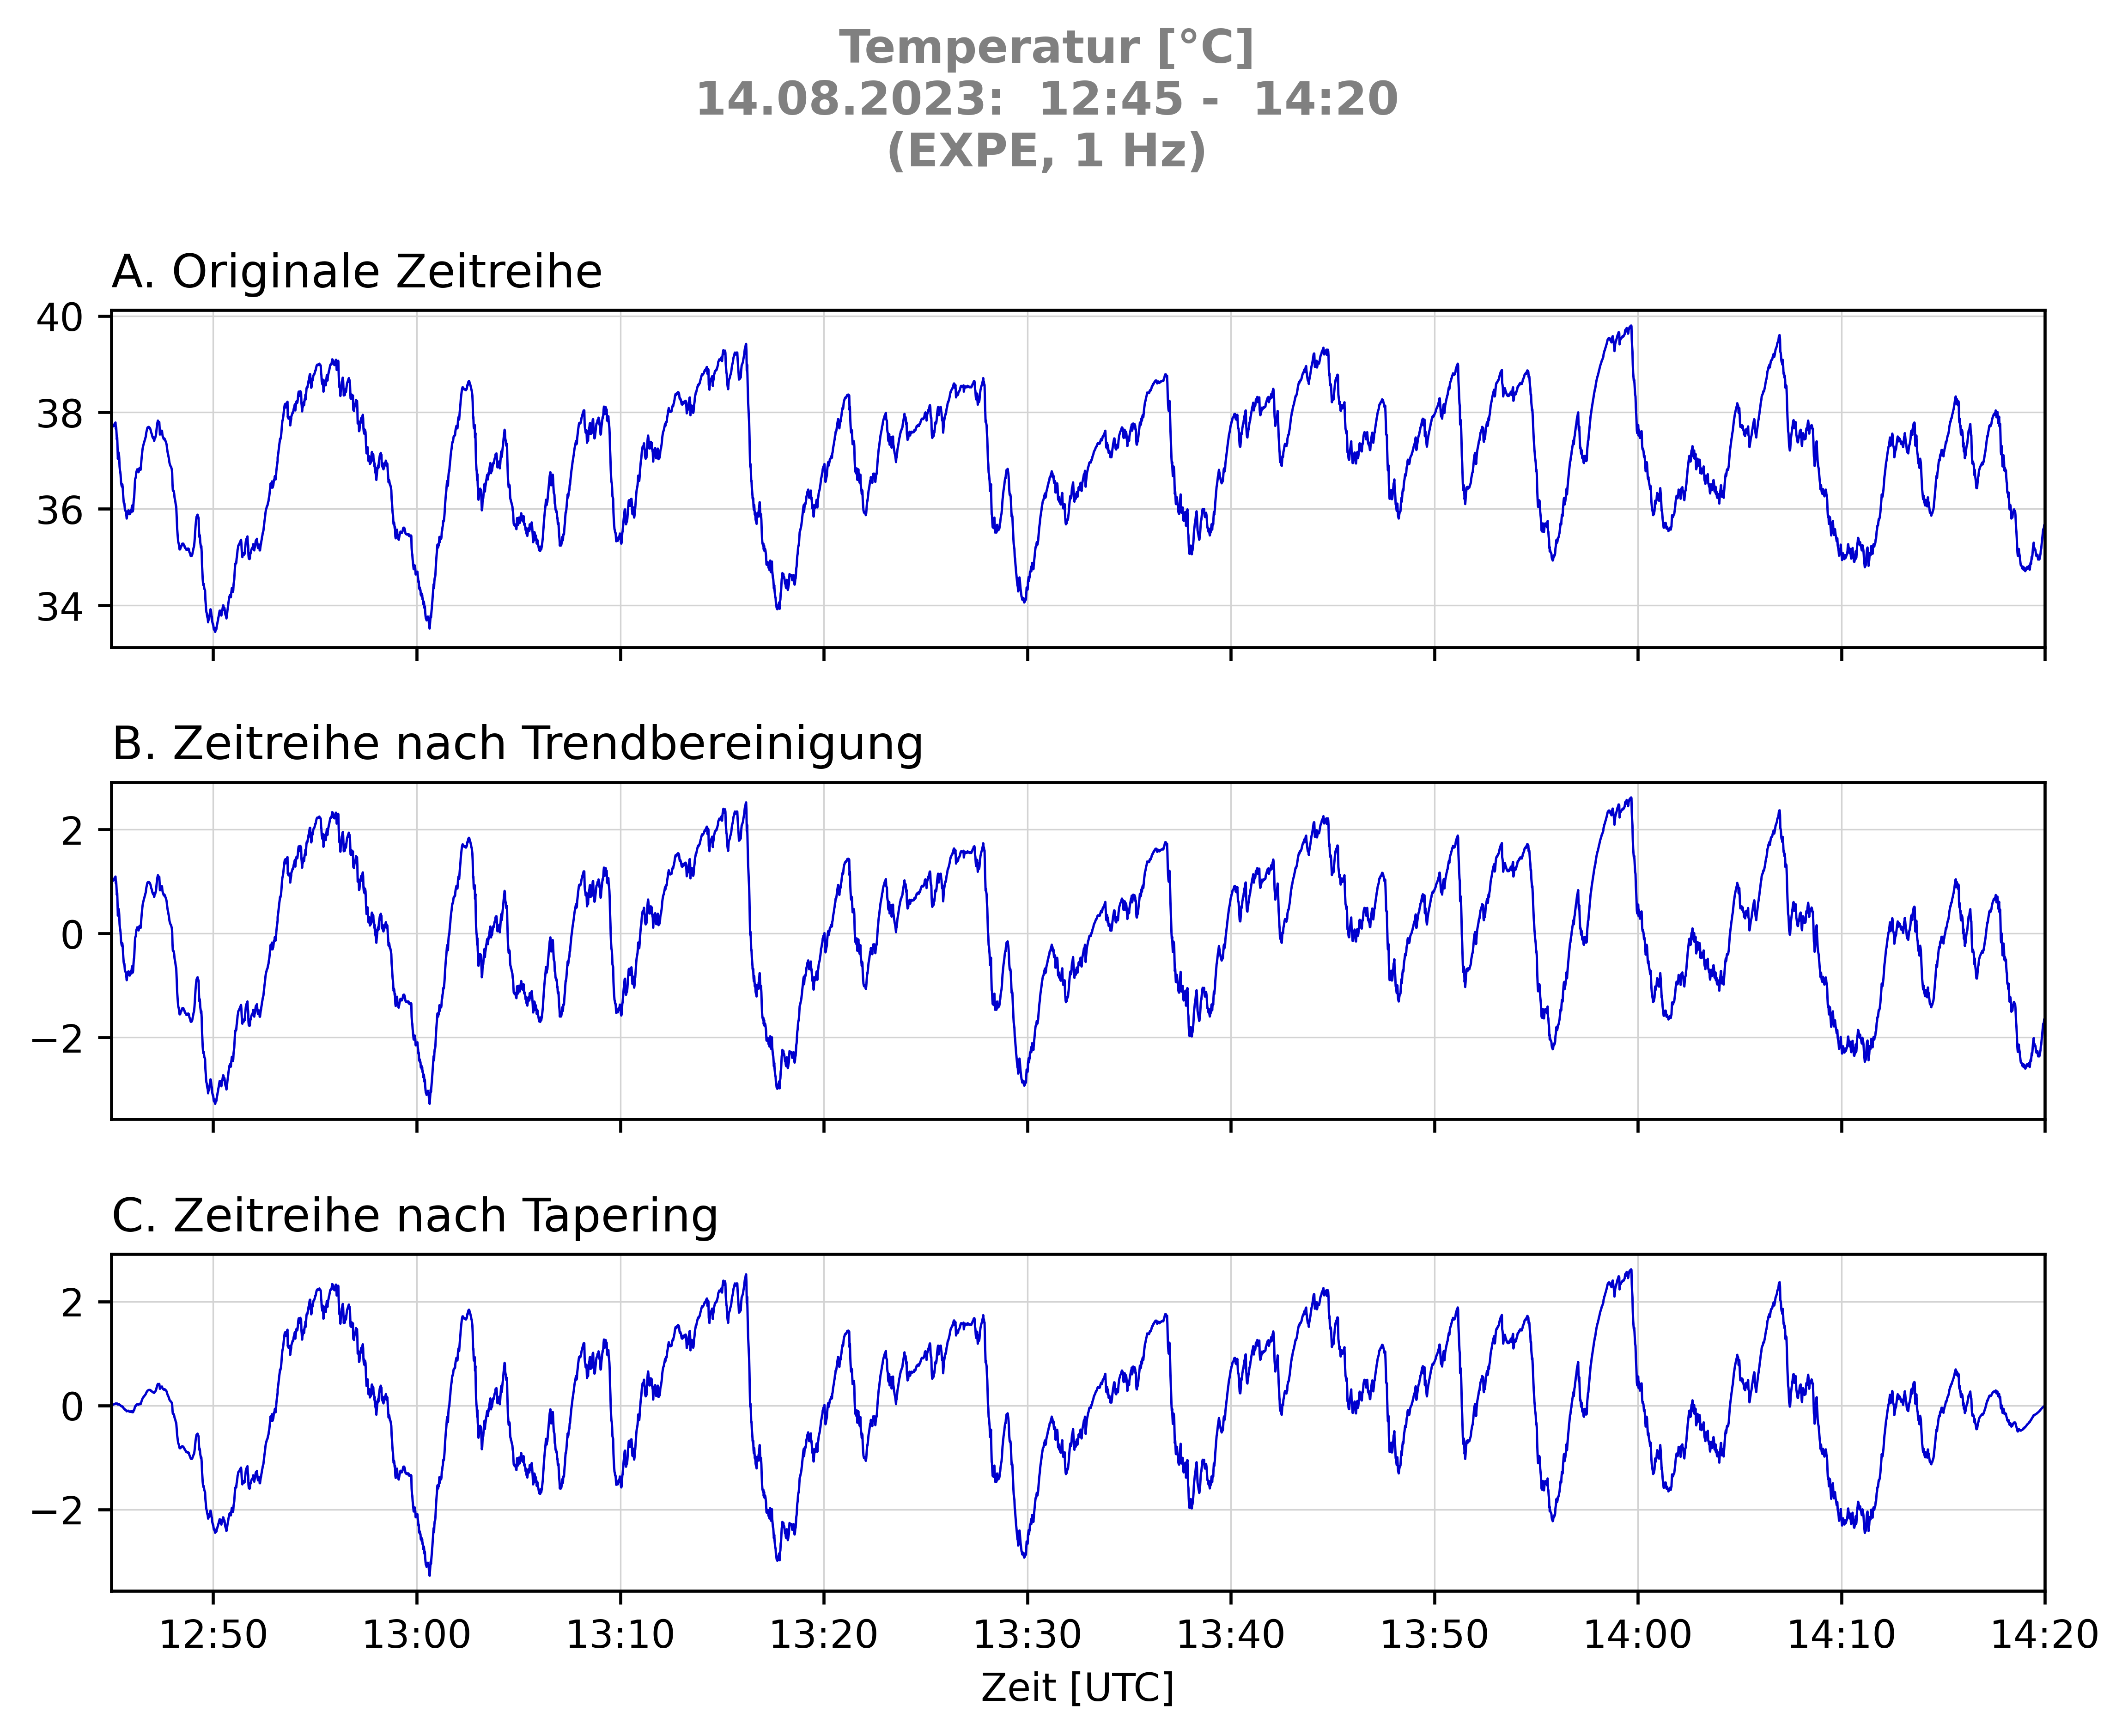 Temperatur [°C]
14.08.2023:  12:45 -  14:20
(EXPE, 1 Hz)
A. Originale Zeitreihe
40
38
36
34
B. Zeitreihe nach Trendbereinigung
2
0
−2
C. Zeitreihe nach Tapering
2
0
−2
12:50 13:00 13:10 13:20 13:30 13:40 13:50 14:00 14:10 14:20
Zeit [UTC]